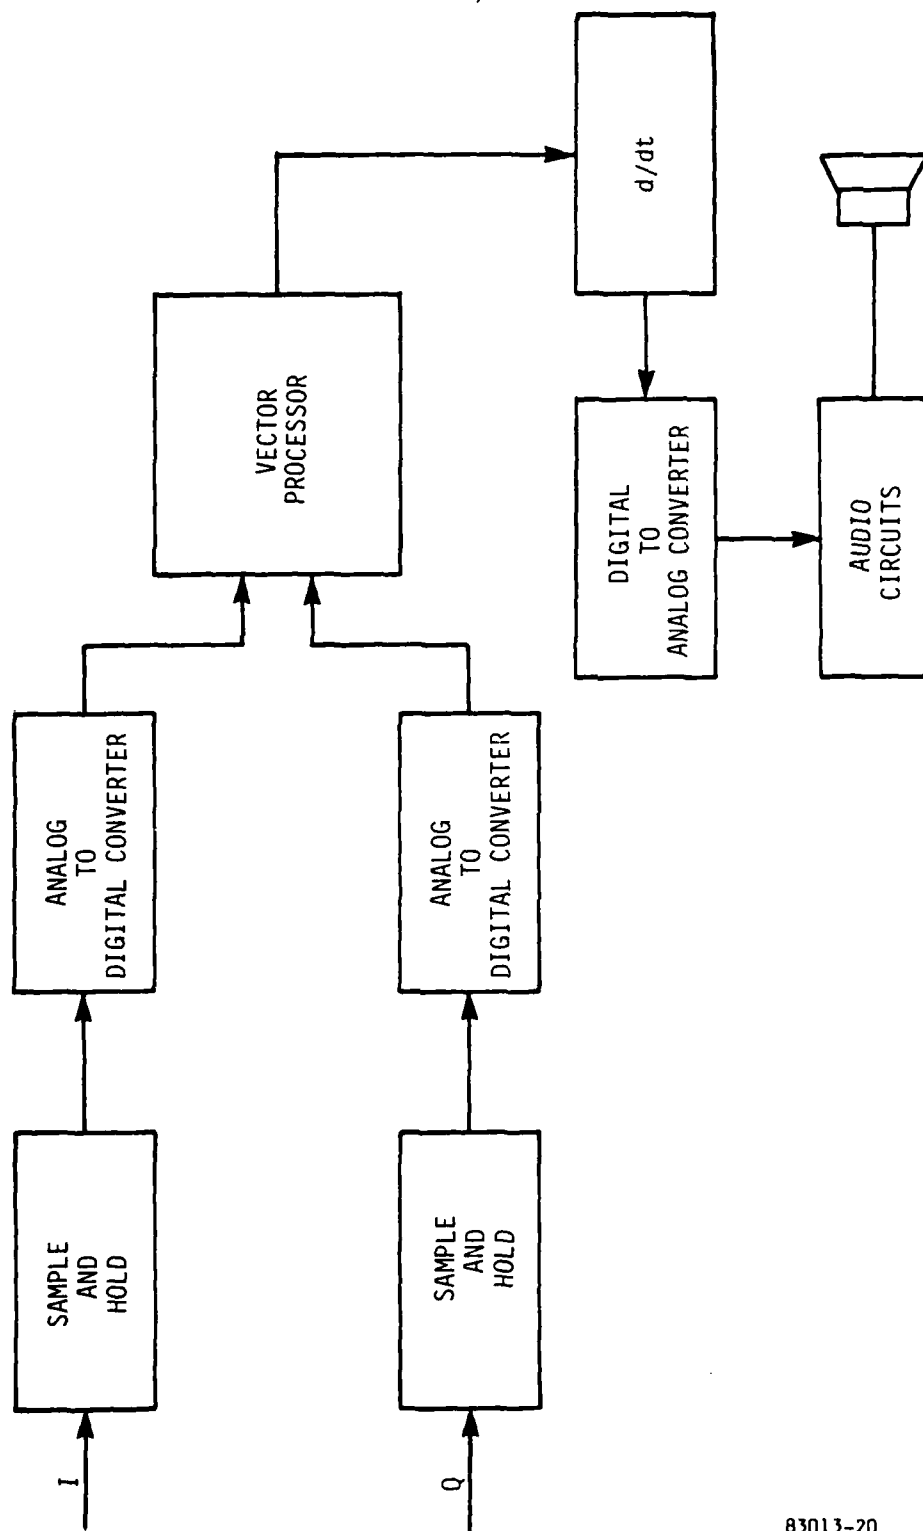 I
SAMPLE
AND
HOLD
ANALOG
TO
DIGITAL CONVERTER
VECTOR
PROCESSOR
Q
SAMPLE
AND
HOLD
ANALOG
TO
DIGITAL CONVERTER
d/dt
DIGITAL
TO
ANALOG CONVERTER
AUDIO
CIRCUITS
83013-20